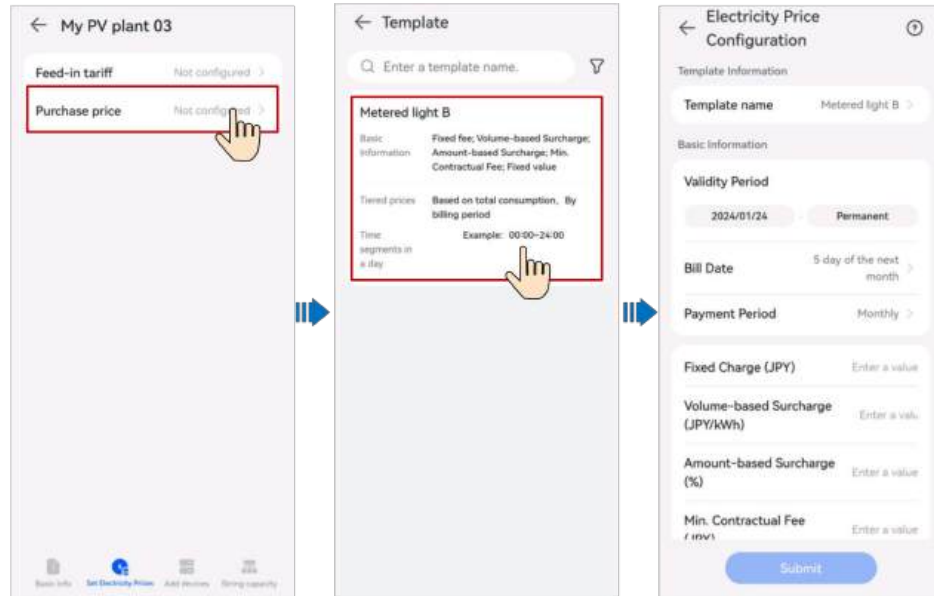 My PV plant 03
Feed-in tariff Not configured
Purchase price Not configured
Basic info Set Electricity Prices Add devices String capacity
Template
Enter a template name.
Metered light B
Basic Fixed fee; Volume-based Surcharge;
information Amount-based Surcharge; Min.
Contractual Fee; Fixed value
Tiered prices Based on total consumption, By
billing period
Time Example: 00:00~24:00
segments in
a day
Electricity Price
Configuration
Template Information
Template name Metered light B
Basic Information
Validity Period
2024/01/24 - Permanent
Bill Date 5 day of the next
month
Payment Period Monthly
Fixed Charge (JPY) Enter a value
Volume-based Surcharge Enter a valu
(JPY/kWh)
Amount-based Surcharge Enter a value
(%)
Min. Contractual Fee Enter a value
(JPY)
Submit